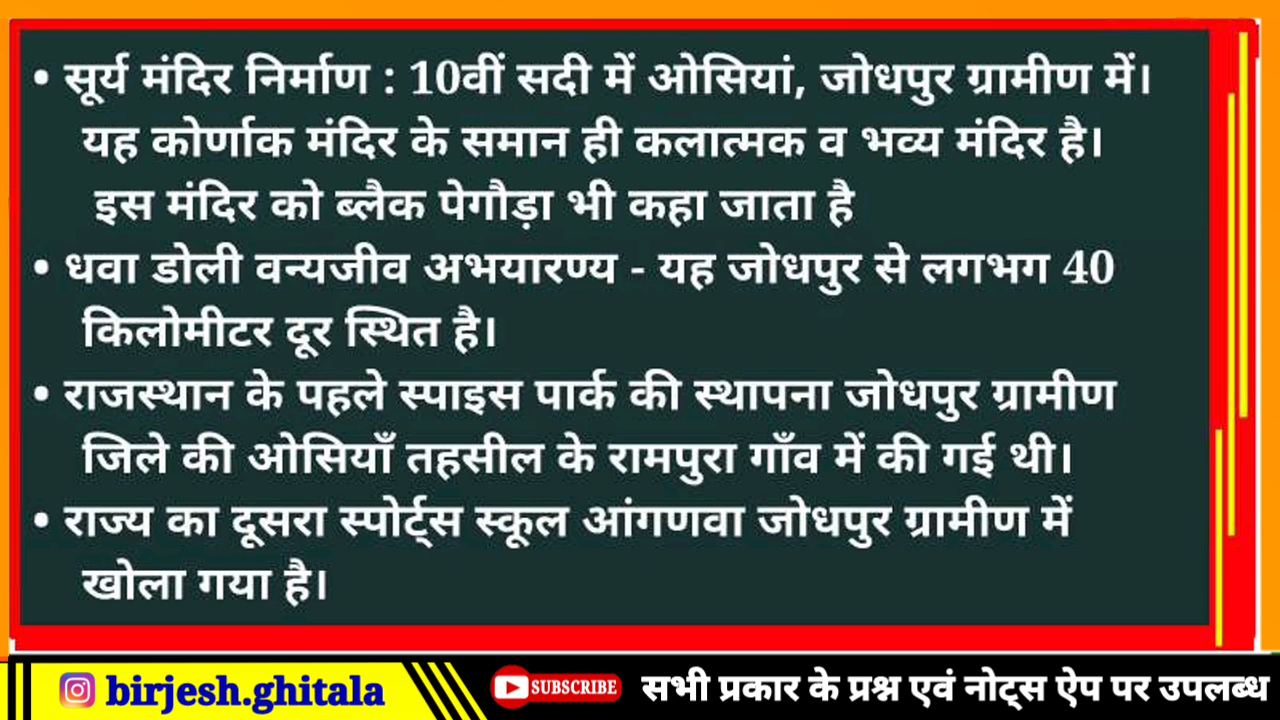 • सूर्य मंदिर निर्माण : 10वीं सदी में ओसियां, जोधपुर ग्रामीण में।
यह कोर्णाक मंदिर के समान ही कलात्मक व भव्य मंदिर है।
इस मंदिर को ब्लैक पेगौड़ा भी कहा जाता है
• धवा डोली वन्यजीव अभयारण्य - यह जोधपुर से लगभग 40
किलोमीटर दूर स्थित है।
• राजस्थान के पहले स्पाइस पार्क की स्थापना जोधपुर ग्रामीण
जिले की ओसियाँ तहसील के रामपुरा गाँव में की गई थी।
• राज्य का दूसरा स्पोर्ट्स स्कूल आंगणवा जोधपुर ग्रामीण में
खोला गया है।
birjesh.ghitala SUBSCRIBE सभी प्रकार के प्रश्न एवं नोट्स ऐप पर उपलब्ध